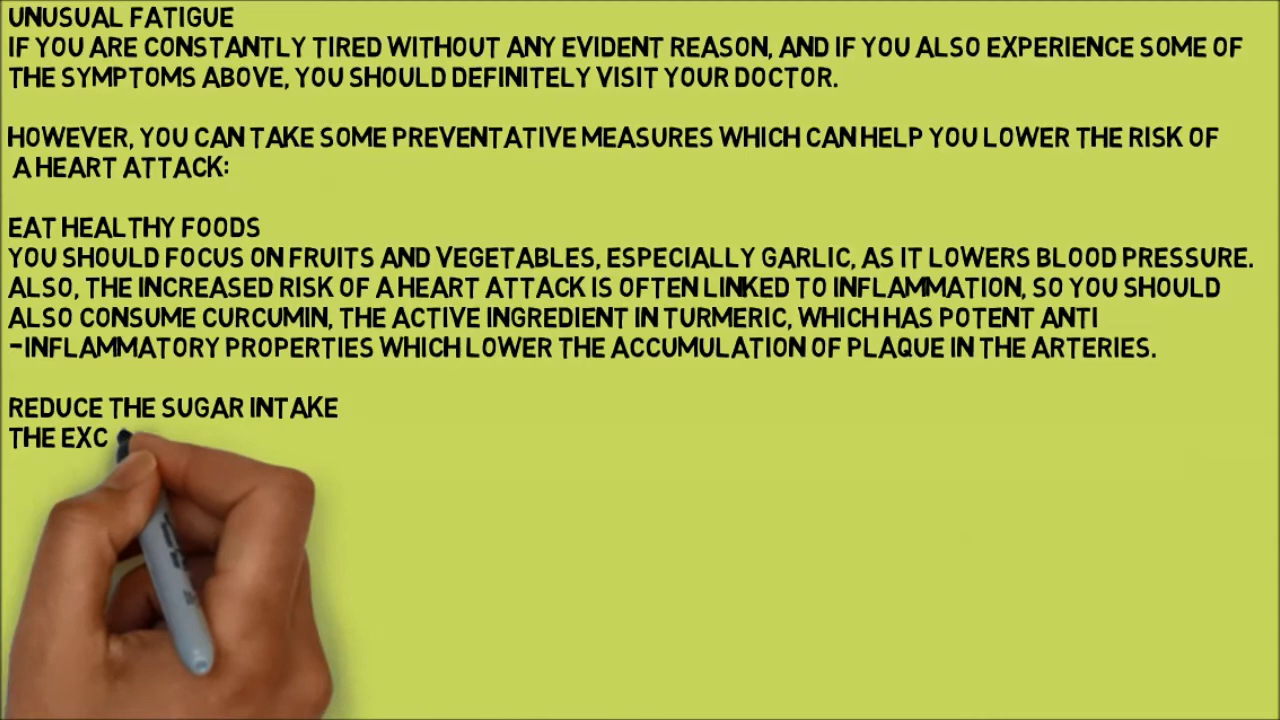 UNUSUAL FATIGUE
IF YOU ARE CONSTANTLY TIRED WITHOUT ANY EVIDENT REASON, AND IF YOU ALSO EXPERIENCE SOME OF
THE SYMPTOMS ABOVE, YOU SHOULD DEFINITELY VISIT YOUR DOCTOR.
HOWEVER, YOU CAN TAKE SOME PREVENTATIVE MEASURES WHICH CAN HELP YOU LOWER THE RISK OF
A HEART ATTACK:
EAT HEALTHY FOODS
YOU SHOULD FOCUS ON FRUITS AND VEGETABLES, ESPECIALLY GARLIC, AS IT LOWERS BLOOD PRESSURE.
ALSO, THE INCREASED RISK OF A HEART ATTACK IS OFTEN LINKED TO INFLAMMATION, SO YOU SHOULD
ALSO CONSUME CURCUMIN, THE ACTIVE INGREDIENT IN TURMERIC, WHICH HAS POTENT ANTI
-INFLAMMATORY PROPERTIES WHICH LOWER THE ACCUMULATION OF PLAQUE IN THE ARTERIES.
REDUCE THE SUGAR INTAKE
THE EXC